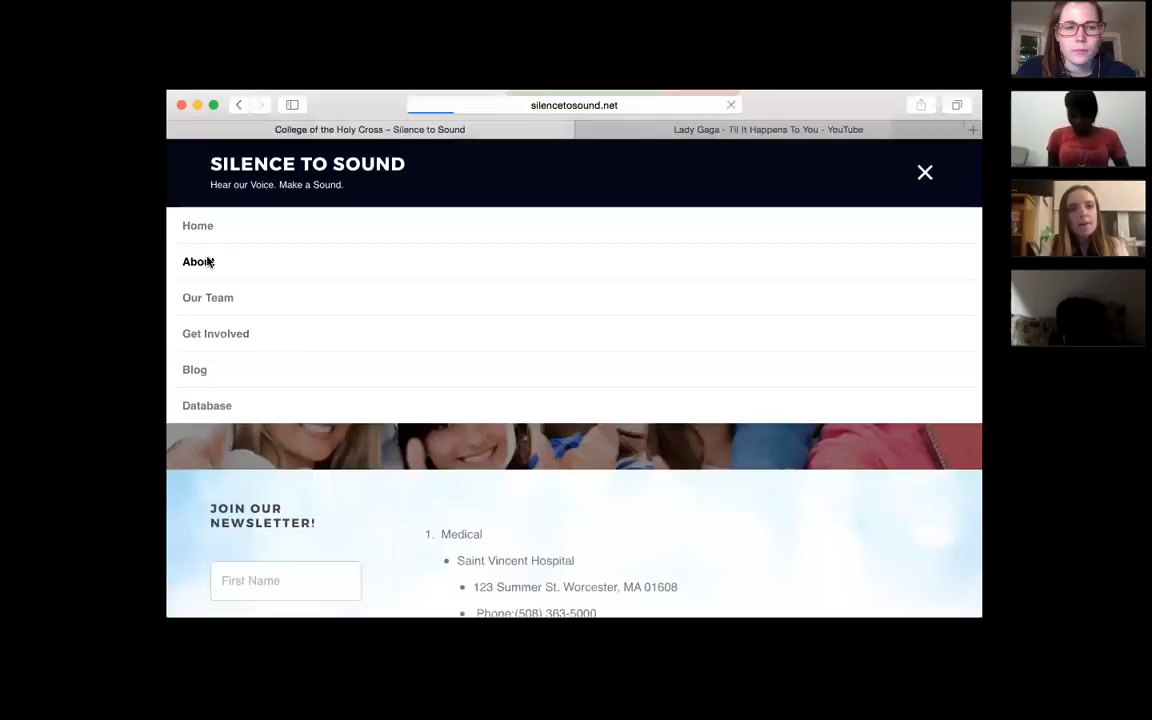 silencetosound.net
College of the Holy Cross – Silence to Sound
Lady Gaga - Til It Happens To You - YouTube
SILENCE TO SOUND
Hear our Voice. Make a Sound.
Home
About
Our Team
Get Involved
Blog
Database
JOIN OUR
NEWSLETTER!
First Name
1. Medical
Saint Vincent Hospital
123 Summer St, Worcester, MA 01608
Phone:(508) 363-5000